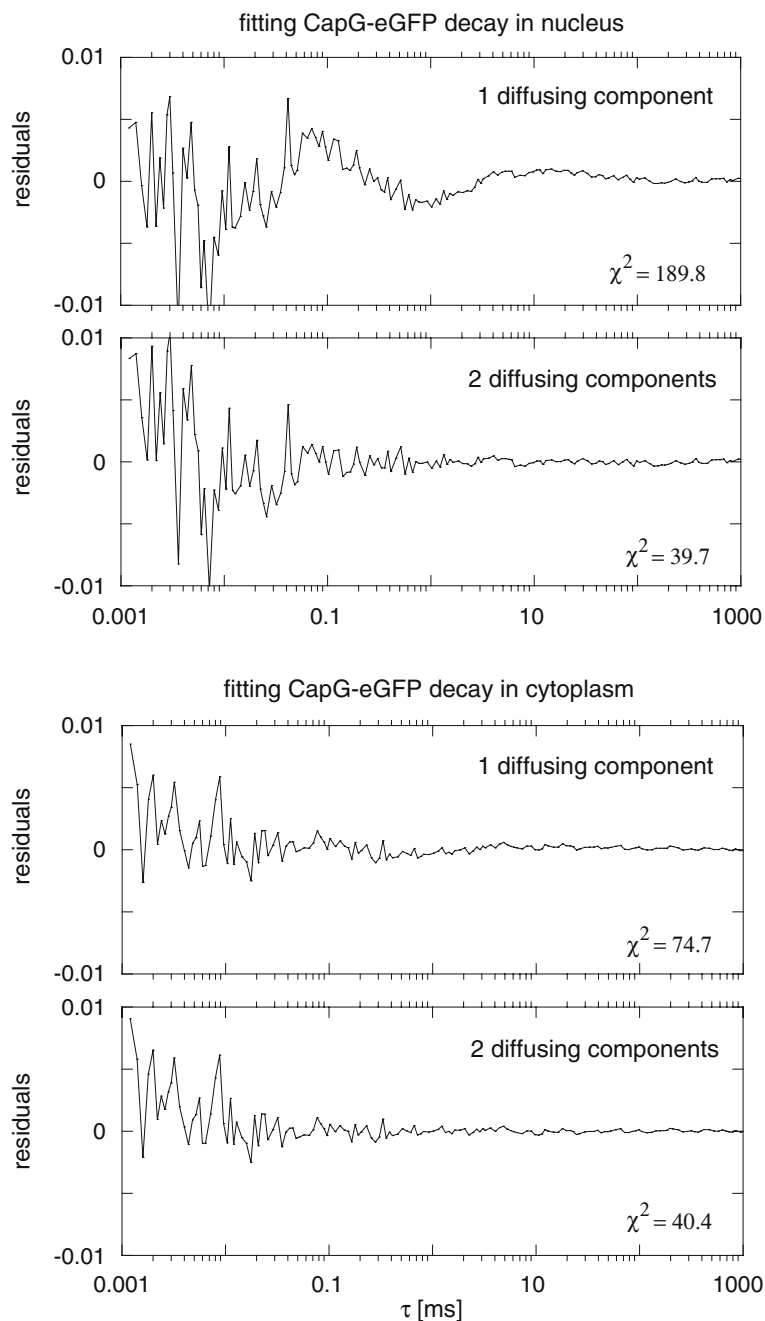 fitting CapG-eGFP decay in nucleus
0.01
1 diffusing component
residuals
0
χ² = 189.8
-0.01
0.01
2 diffusing components
residuals
0
χ² = 39.7
-0.01
0.001 0.1 10 1000
fitting CapG-eGFP decay in cytoplasm
0.01
1 diffusing component
residuals
0
χ² = 74.7
-0.01
0.01
2 diffusing components
residuals
0
χ² = 40.4
-0.01
0.001 0.1 10 1000
τ [ms]